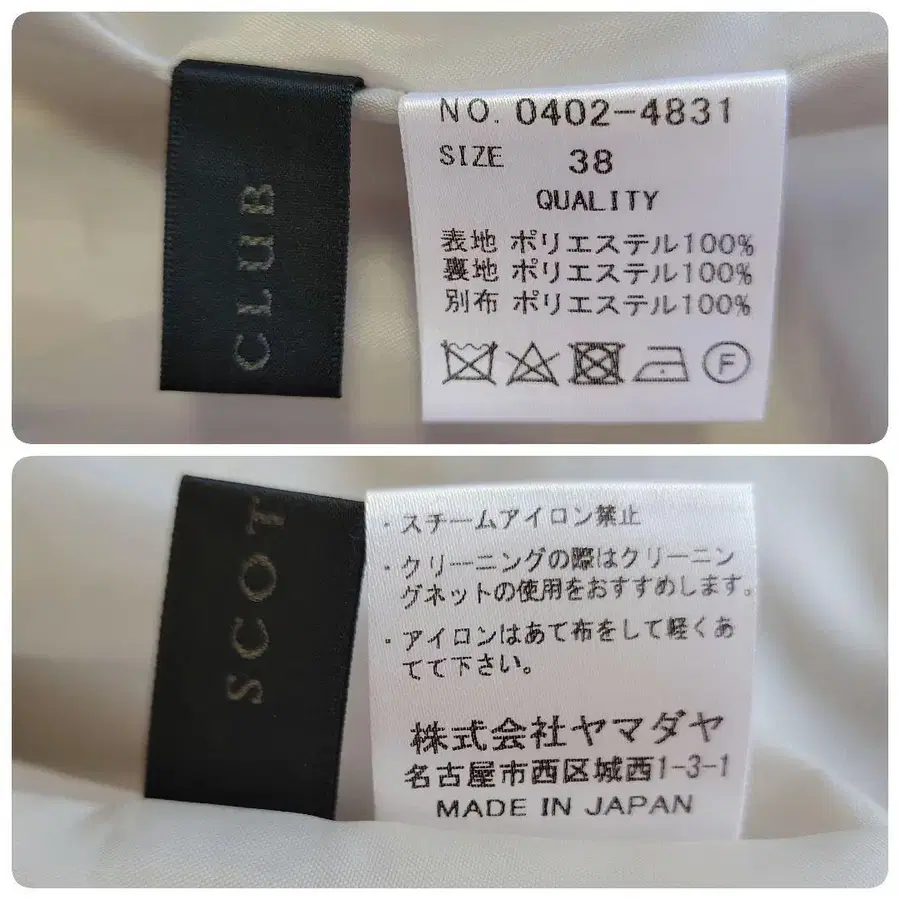 CLUB
NO. 0402-4831
SIZE 38
QUALITY
表地 ポリエステル100%
裏地 ポリエステル100%
別布 ポリエステル100%
F
SCOT
・スチームアイロン禁止
・クリーニングの際はクリーニン
グネットの使用をおすすめします。
・アイロンはあて布をして軽くあ
てて下さい。
株式会社ヤマダヤ
名古屋市西区城西1-3-1
MADE IN JAPAN